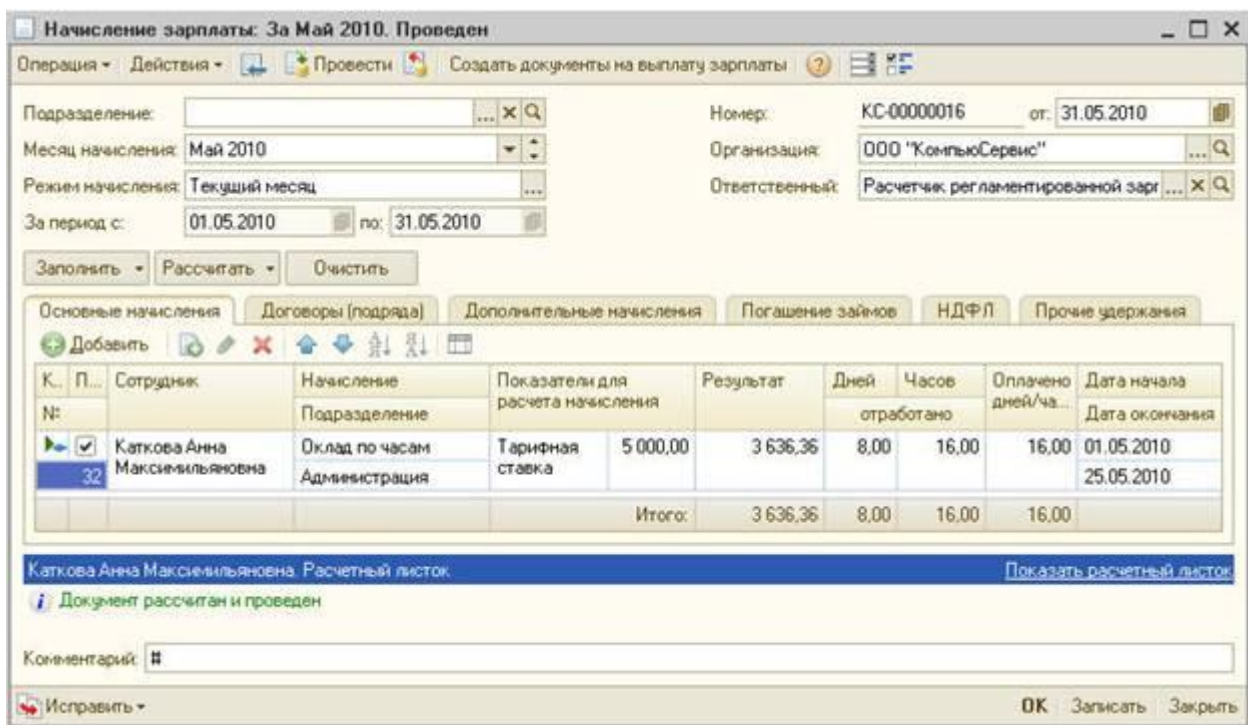 Начисление зарплаты: За Май 2010. Проведен
Операция Действия Провести Создать документы на выплату зарплаты
Подразделение: ... Номер: КС-00000016 от: 31.05.2010
Месяц начисления: Май 2010 Организация: ООО "КомпьюСервис" ...
Режим начисления: Текущий месяц ... Ответственный: Расчетчик регламентированной зарг ...
За период с: 01.05.2010 по: 31.05.2010
Заполнить Рассчитать Очистить
Основные начисления Договоры (подряда) Дополнительные начисления Погашение займов НДФЛ Прочие удержания
Добавить
К... П... Сотрудник Начисление Показатели для Результат Дней Часов Оплачено Дата начала
расчета начисления дней/ча...
№ Подразделение отработано Дата окончания
Каткова Анна Оклад по часам Тарифная 5 000,00 3 636,36 8,00 16,00 16,00 01.05.2010
32 Максимильяновна Администрация ставка 25.05.2010
Итого: 3 636,36 8,00 16,00 16,00
Каткова Анна Максимильяновна. Расчетный листок Показать расчетный листок
Документ рассчитан и проведен
Комментарий: #
Исправить OK Записать Закрыть